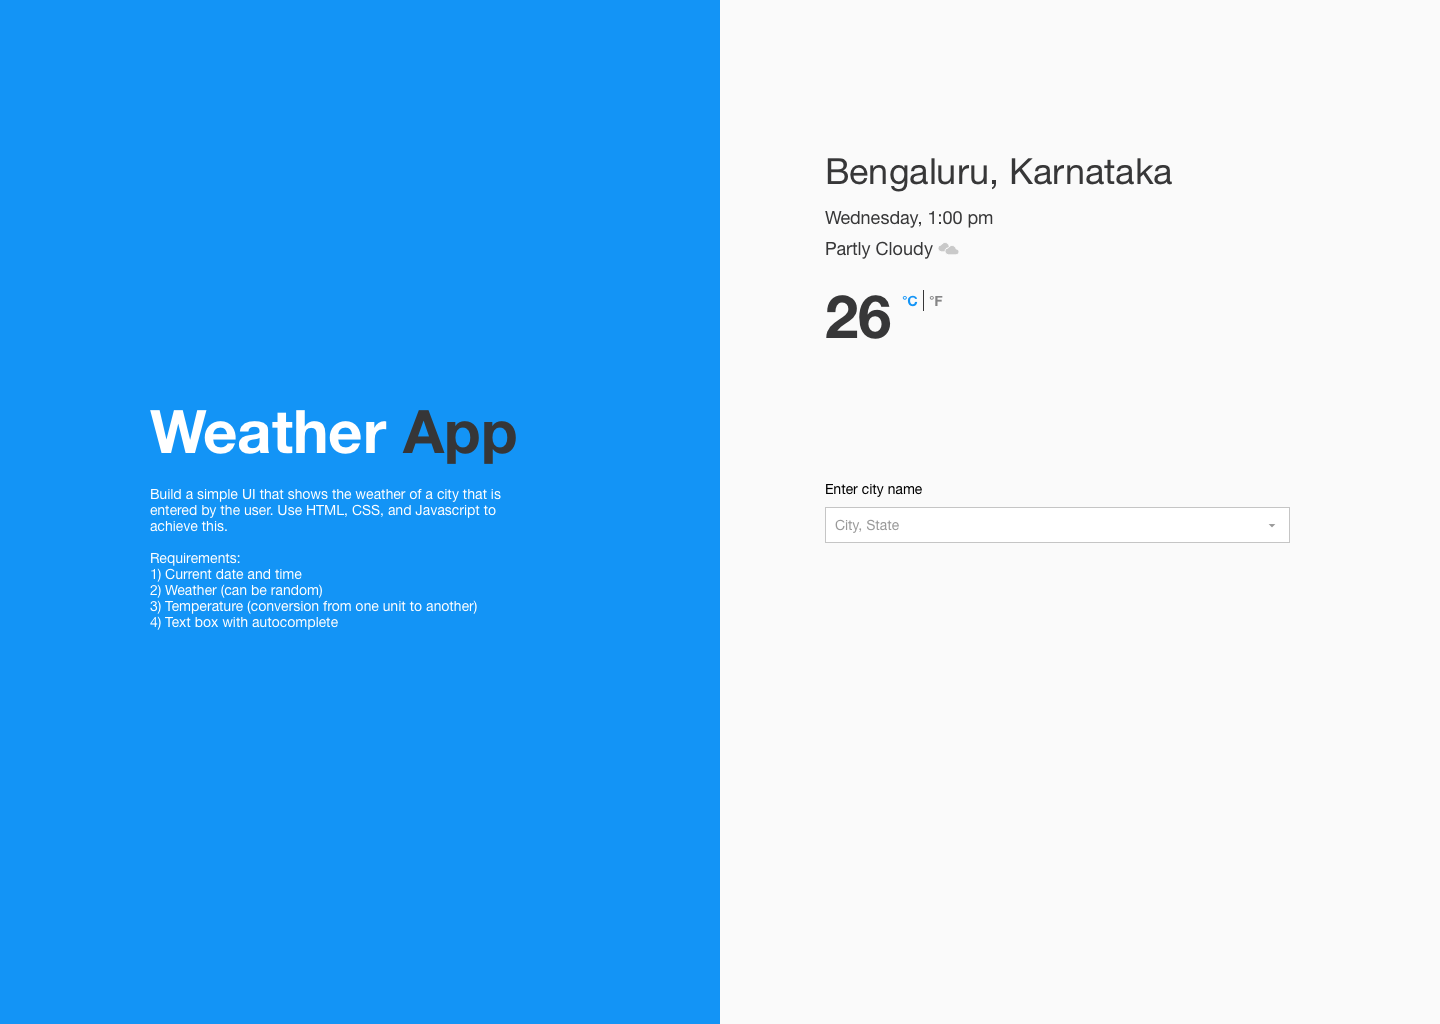 Weather App
Build a simple UI that shows the weather of a city that is
entered by the user. Use HTML, CSS, and Javascript to
achieve this.
Requirements:
1) Current date and time
2) Weather (can be random)
3) Temperature (conversion from one unit to another)
4) Text box with autocomplete
Bengaluru, Karnataka
Wednesday, 1:00 pm
Partly Cloudy
26 °C | °F
Enter city name
City, State